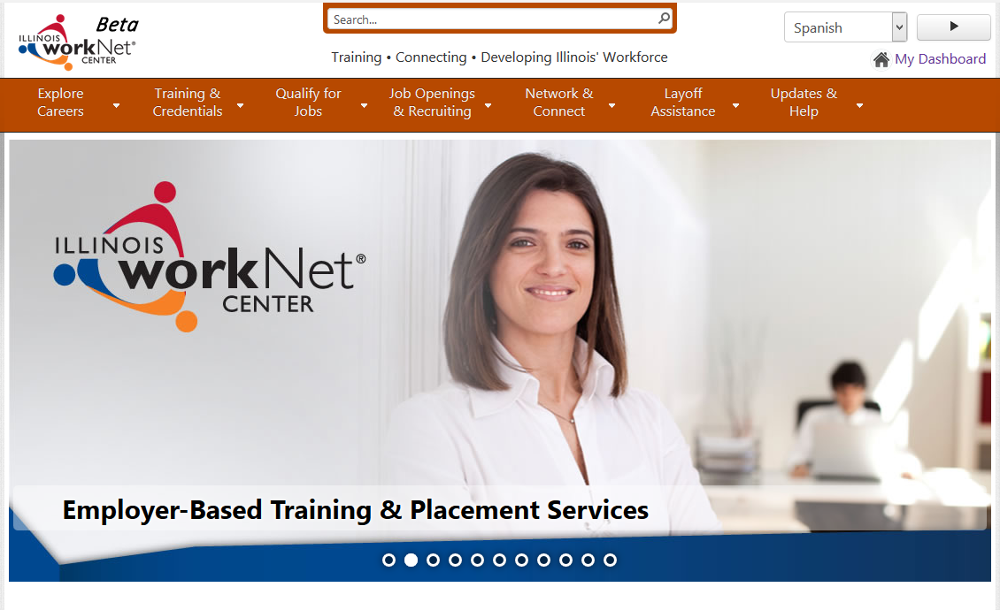 Beta
ILLINOIS
workNet®
CENTER
Search...
Training • Connecting • Developing Illinois' Workforce
Spanish
My Dashboard
Explore
Careers
Training &
Credentials
Qualify for
Jobs
Job Openings
& Recruiting
Network &
Connect
Layoff
Assistance
Updates &
Help
ILLINOIS
workNet®
CENTER
Employer-Based Training & Placement Services